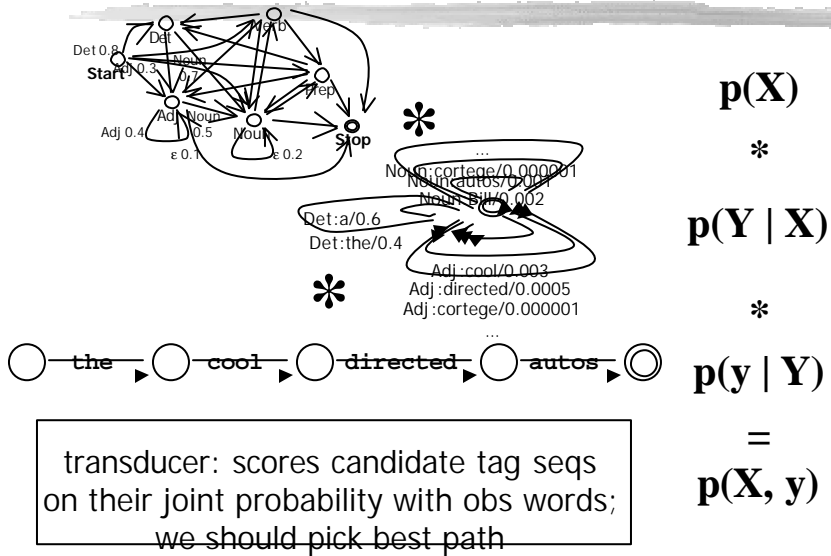 Verb
Det
Det 0.8
Start
Adj 0.3
Noun
0.7
Prep
Adj
Noun
0.5
Adj 0.4
Noun
Stop
ε 0.1
ε 0.2
p(X)
*
p(Y | X)
*
p(y | Y)
=
p(X, y)
*
…
Noun:cortege/0.000001
Noun:autos/0.001
Noun:Bill/0.002
Det:a/0.6
Det:the/0.4
Adj:cool/0.003
Adj:directed/0.0005
Adj:cortege/0.000001
…
*
the cool directed autos
transducer: scores candidate tag seqs
on their joint probability with obs words;
we should pick best path